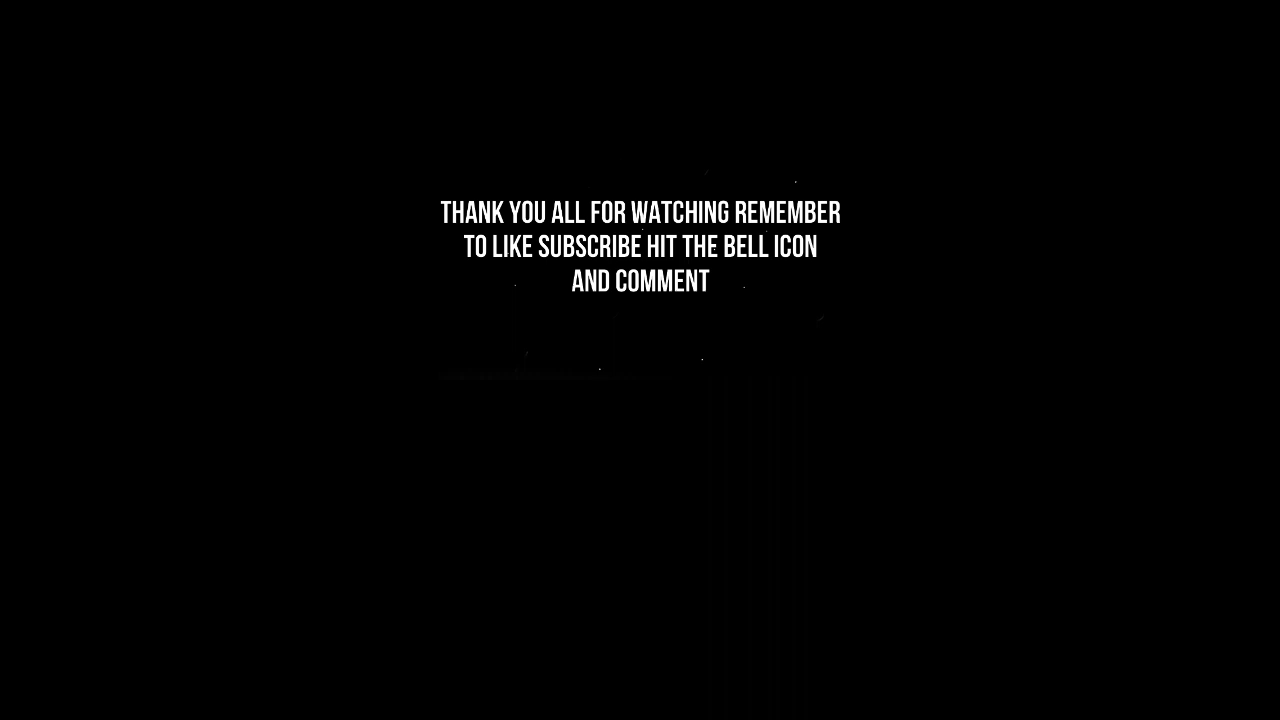 THANK YOU ALL FOR WATCHING REMEMBER
TO LIKE SUBSCRIBE HIT THE BELL ICON
AND COMMENT